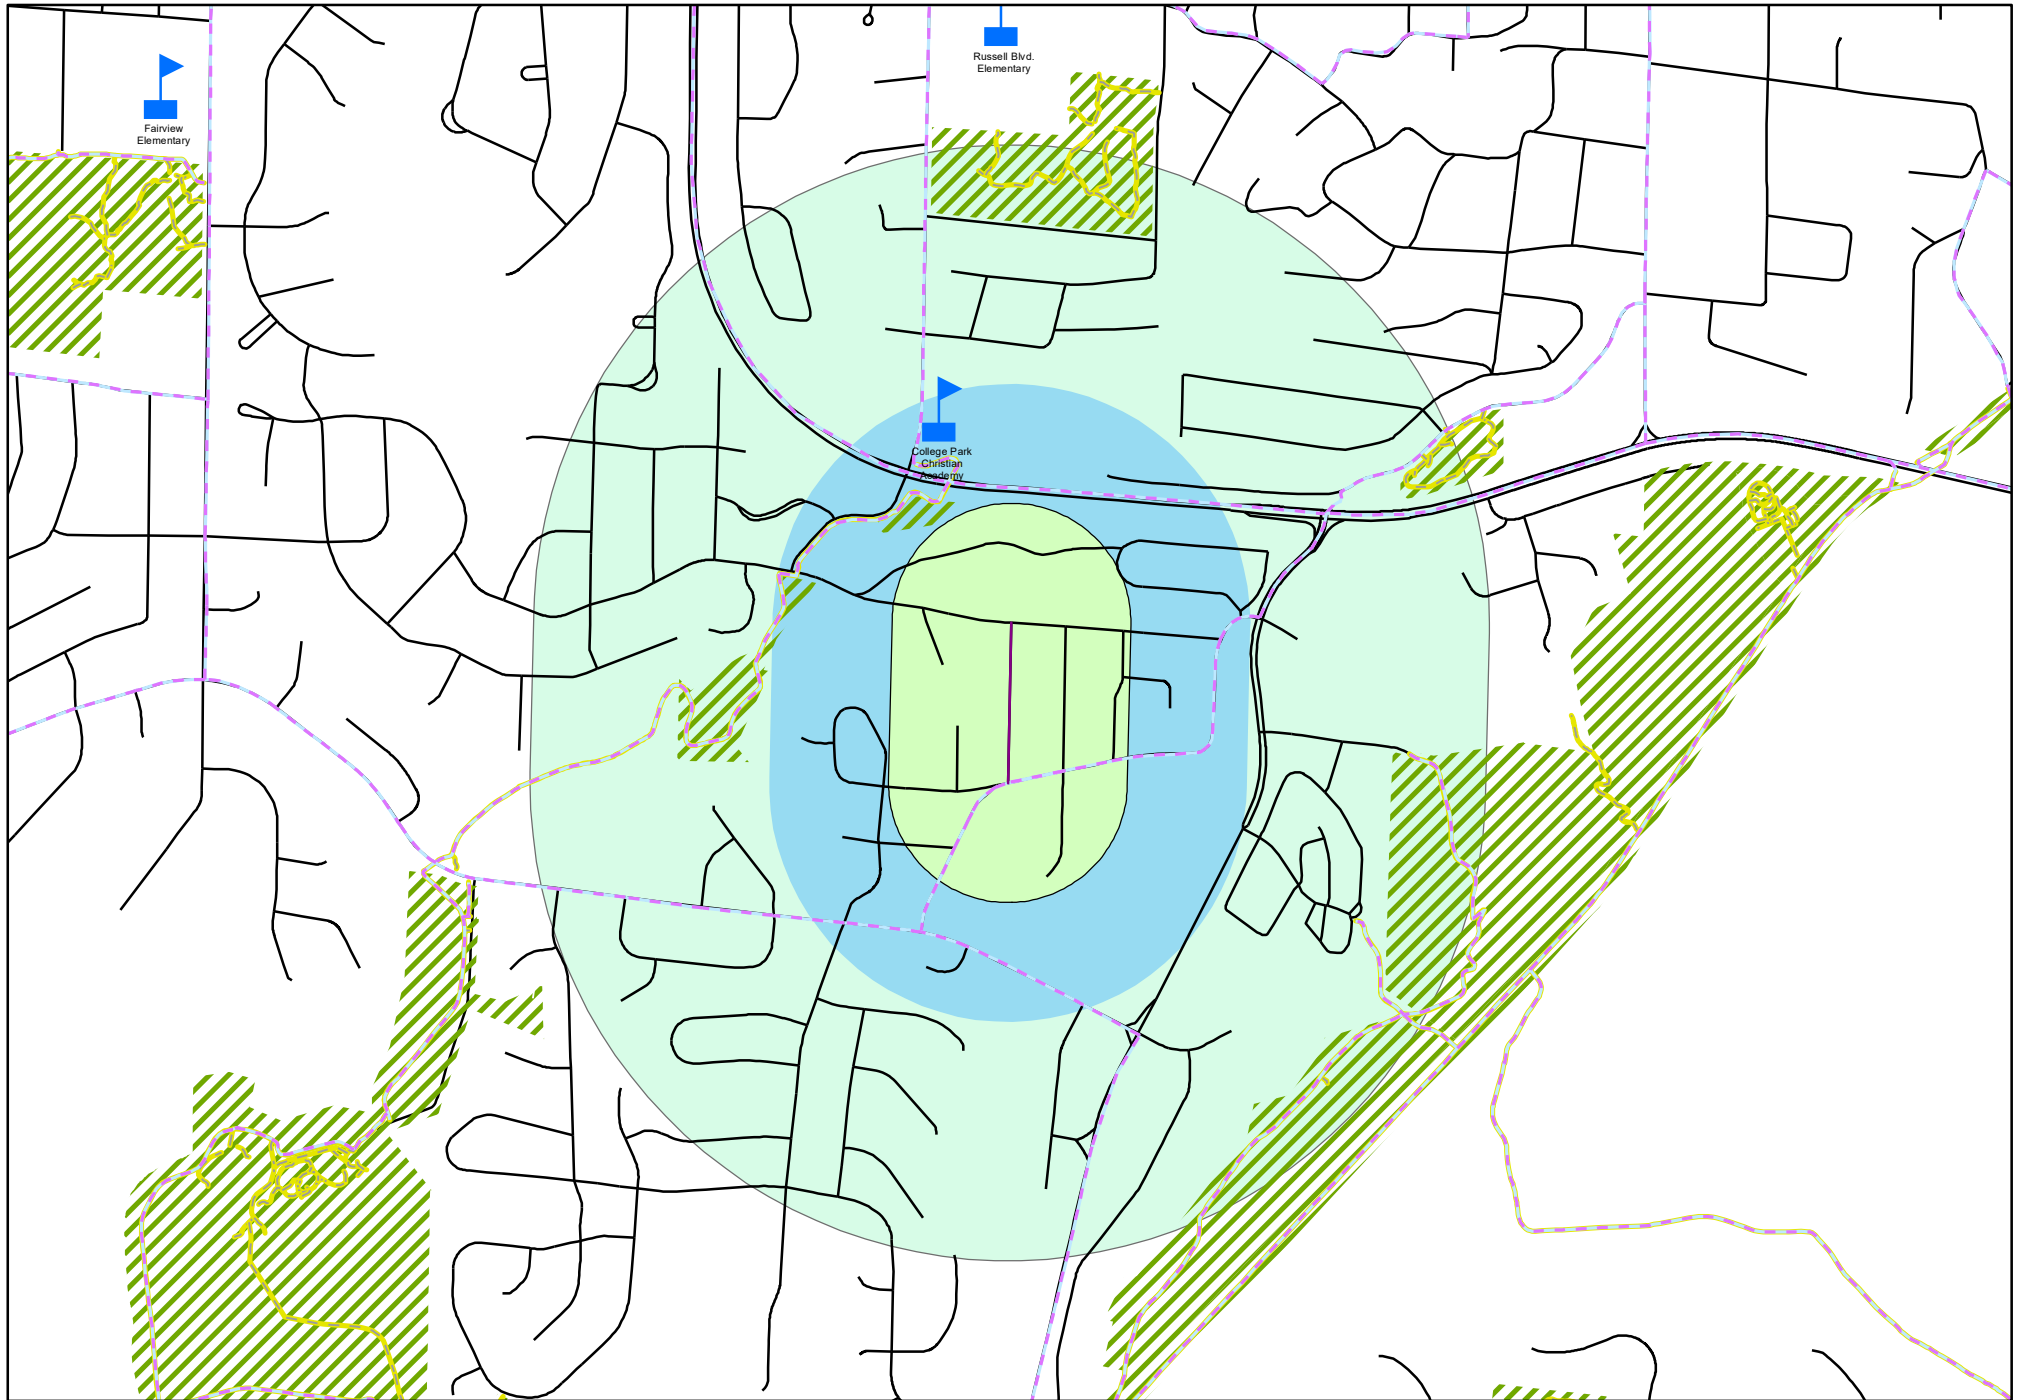 Russell Blvd.
Elementary
Fairview
Elementary
College Park
Christian
Academy